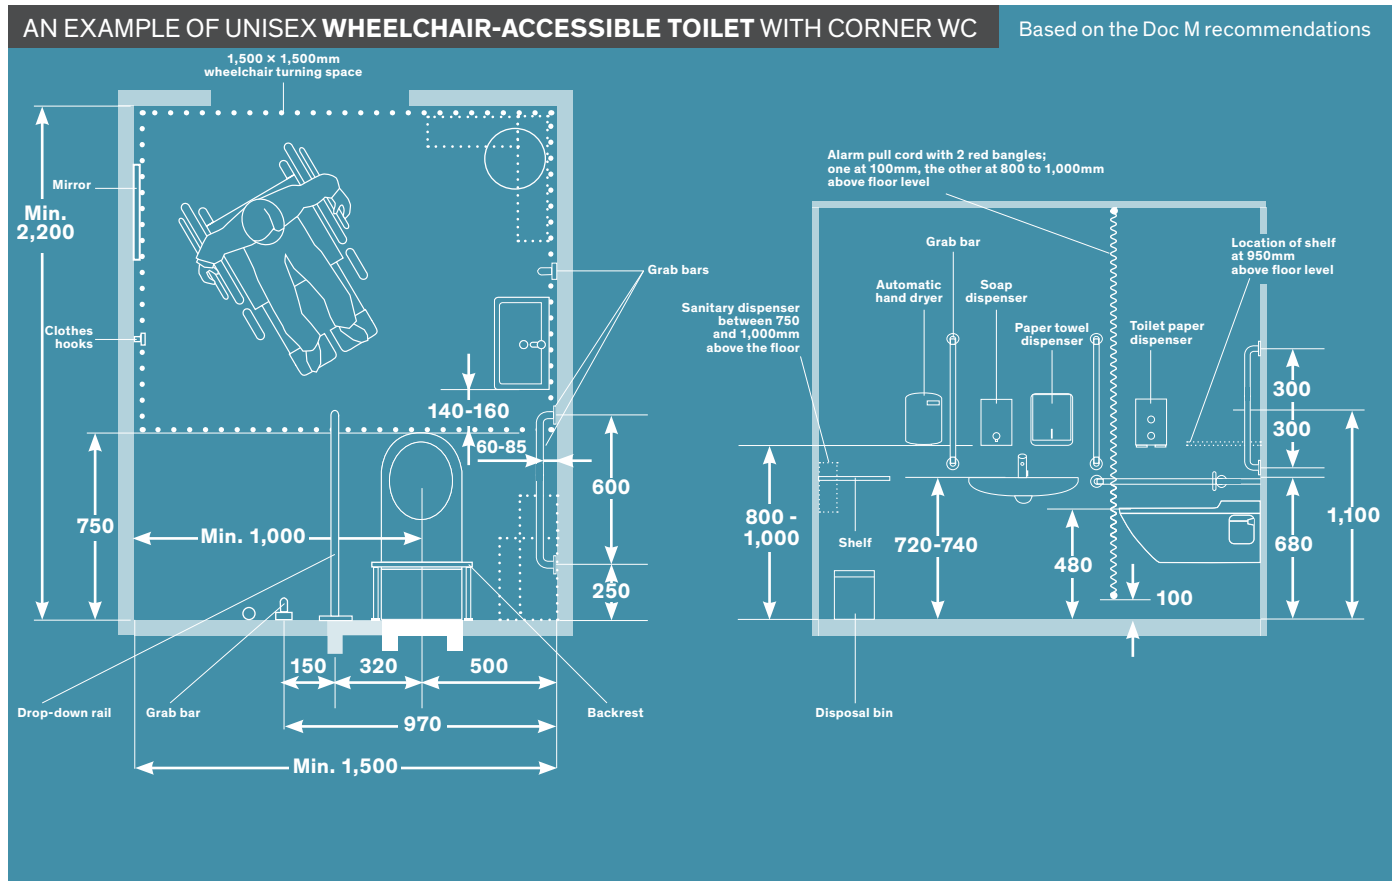 AN EXAMPLE OF UNISEX WHEELCHAIR-ACCESSIBLE TOILET WITH CORNER WC
Based on the Doc M recommendations
1,500 × 1,500mm
wheelchair turning space
Mirror
Min.
2,200
Clothes
hooks
Grab bars
140-160
60-85
600
750
Min. 1,000
250
150
320
500
Drop-down rail
Grab bar
Backrest
970
Min. 1,500
Alarm pull cord with 2 red bangles;
one at 100mm, the other at 800 to 1,000mm
above floor level
Grab bar
Location of shelf
at 950mm
above floor level
Automatic
hand dryer
Soap
dispenser
Sanitary dispenser
between 750
and 1,000mm
above the floor
Paper towel
dispenser
Toilet paper
dispenser
300
300
800 -
1,000
Shelf
720-740
480
680
1,100
100
Disposal bin